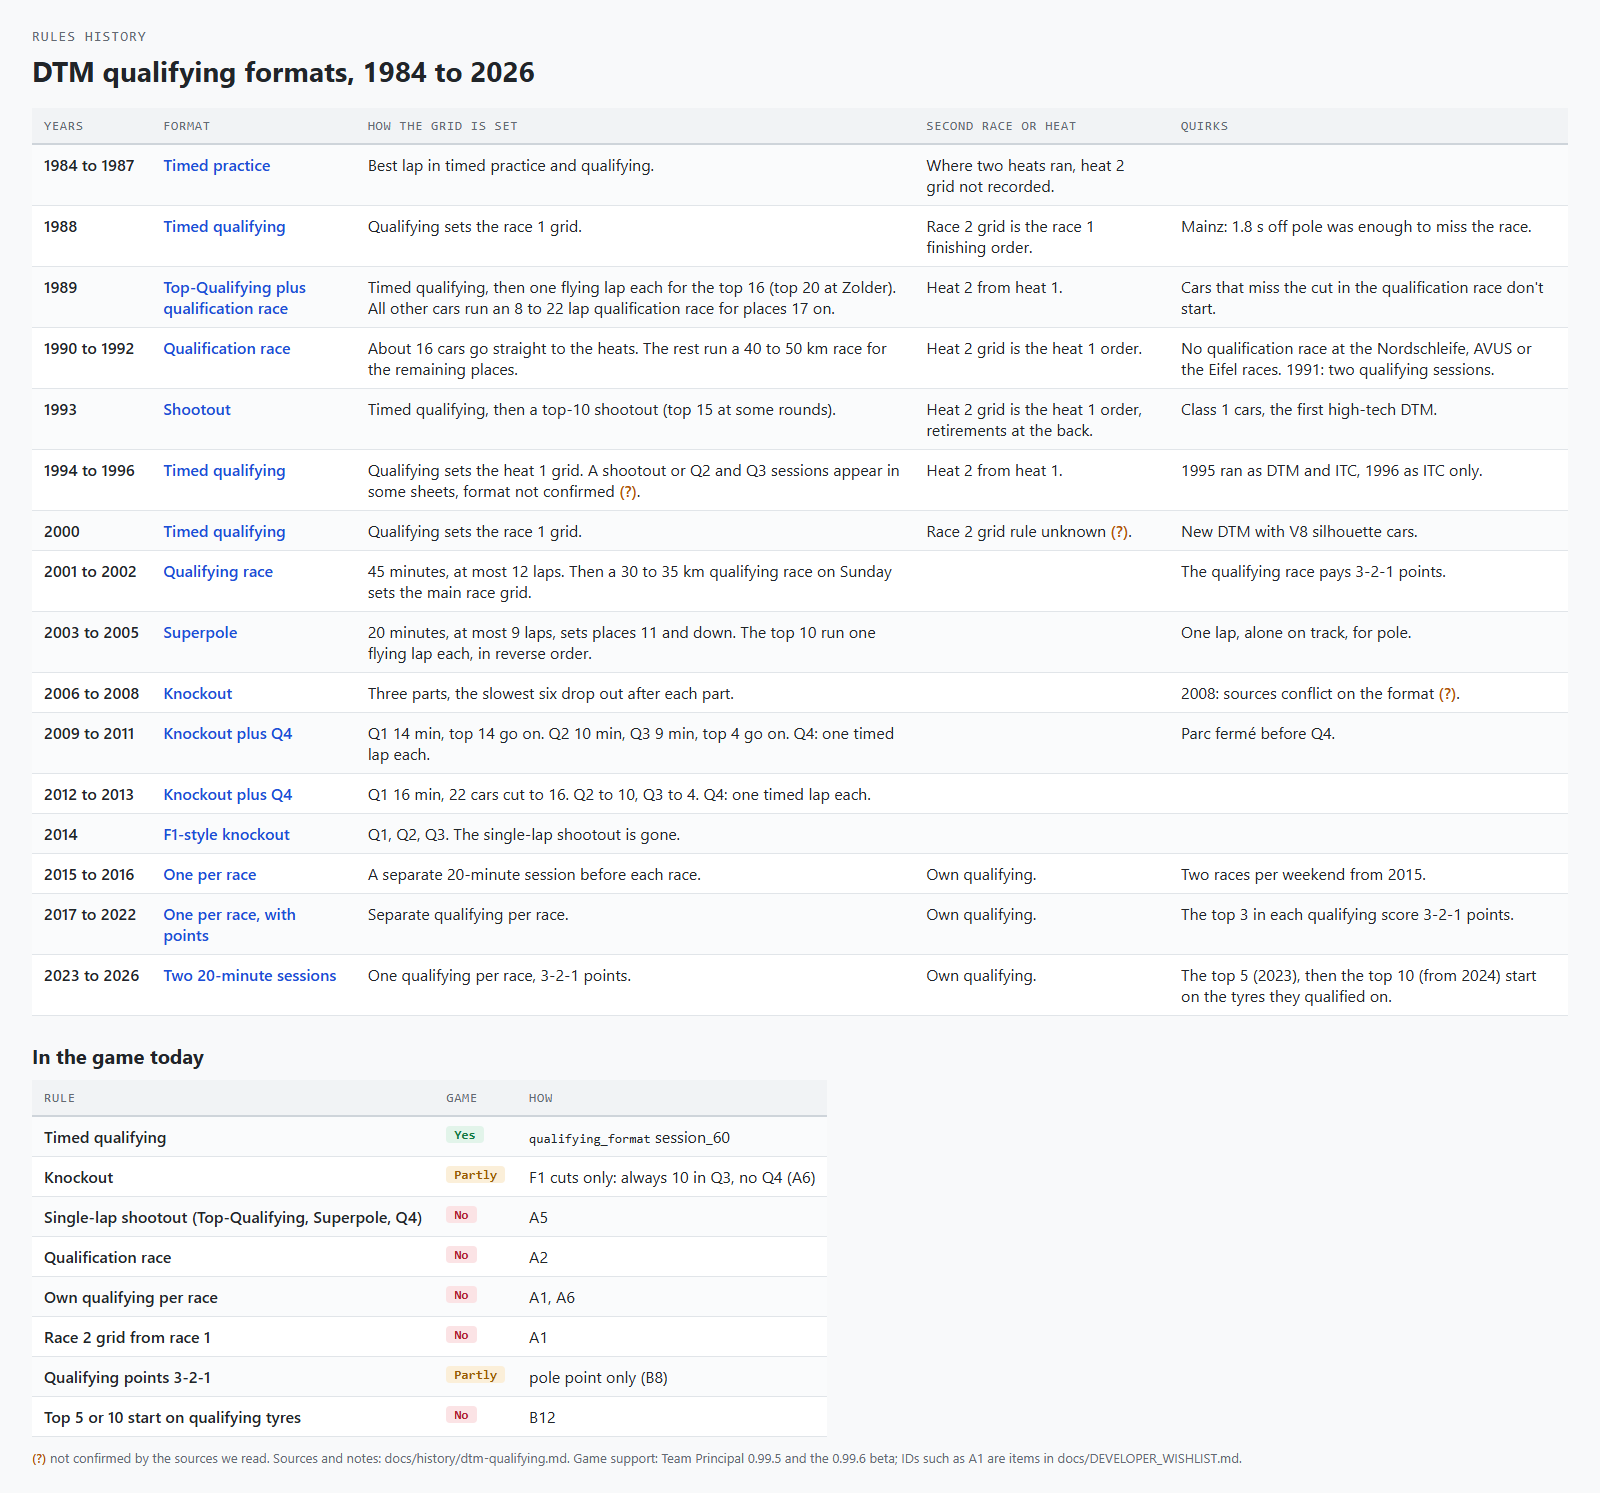 RULES HISTORY
DTM qualifying formats, 1984 to 2026
YEARS FORMAT HOW THE GRID IS SET SECOND RACE OR HEAT QUIRKS
1984 to 1987 Timed practice Best lap in timed practice and qualifying. Where two heats ran, heat 2
grid not recorded.
1988 Timed qualifying Qualifying sets the race 1 grid. Race 2 grid is the race 1 Mainz: 1.8 s off pole was enough to miss the race.
finishing order.
1989 Top-Qualifying plus Timed qualifying, then one flying lap each for the top 16 (top 20 at Zolder). Heat 2 from heat 1. Cars that miss the cut in the qualification race don't
qualification race All other cars run an 8 to 22 lap qualification race for places 17 on. start.
1990 to 1992 Qualification race About 16 cars go straight to the heats. The rest run a 40 to 50 km race for Heat 2 grid is the heat 1 order. No qualification race at the Nordschleife, AVUS or
the remaining places. the Eifel races. 1991: two qualifying sessions.
1993 Shootout Timed qualifying, then a top-10 shootout (top 15 at some rounds). Heat 2 grid is the heat 1 order, Class 1 cars, the first high-tech DTM.
retirements at the back.
1994 to 1996 Timed qualifying Qualifying sets the heat 1 grid. A shootout or Q2 and Q3 sessions appear in Heat 2 from heat 1. 1995 ran as DTM and ITC, 1996 as ITC only.
some sheets, format not confirmed (?).
2000 Timed qualifying Qualifying sets the race 1 grid. Race 2 grid rule unknown (?). New DTM with V8 silhouette cars.
2001 to 2002 Qualifying race 45 minutes, at most 12 laps. Then a 30 to 35 km qualifying race on Sunday The qualifying race pays 3-2-1 points.
sets the main race grid.
2003 to 2005 Superpole 20 minutes, at most 9 laps, sets places 11 and down. The top 10 run one One lap, alone on track, for pole.
flying lap each, in reverse order.
2006 to 2008 Knockout Three parts, the slowest six drop out after each part. 2008: sources conflict on the format (?).
2009 to 2011 Knockout plus Q4 Q1 14 min, top 14 go on. Q2 10 min, Q3 9 min, top 4 go on. Q4: one timed Parc fermé before Q4.
lap each.
2012 to 2013 Knockout plus Q4 Q1 16 min, 22 cars cut to 16. Q2 to 10, Q3 to 4. Q4: one timed lap each.
2014 F1-style knockout Q1, Q2, Q3. The single-lap shootout is gone.
2015 to 2016 One per race A separate 20-minute session before each race. Own qualifying. Two races per weekend from 2015.
2017 to 2022 One per race, with Separate qualifying per race. Own qualifying. The top 3 in each qualifying score 3-2-1 points.
points
2023 to 2026 Two 20-minute sessions One qualifying per race, 3-2-1 points. Own qualifying. The top 5 (2023), then the top 10 (from 2024) start
on the tyres they qualified on.
In the game today
RULE GAME HOW
Timed qualifying Yes qualifying_format session_60
Knockout Partly F1 cuts only: always 10 in Q3, no Q4 (A6)
Single-lap shootout (Top-Qualifying, Superpole, Q4) No A5
Qualification race No A2
Own qualifying per race No A1, A6
Race 2 grid from race 1 No A1
Qualifying points 3-2-1 Partly pole point only (B8)
Top 5 or 10 start on qualifying tyres No B12
(?) not confirmed by the sources we read. Sources and notes: docs/history/dtm-qualifying.md. Game support: Team Principal 0.99.5 and the 0.99.6 beta; IDs such as A1 are items in docs/DEVELOPER_WISHLIST.md.